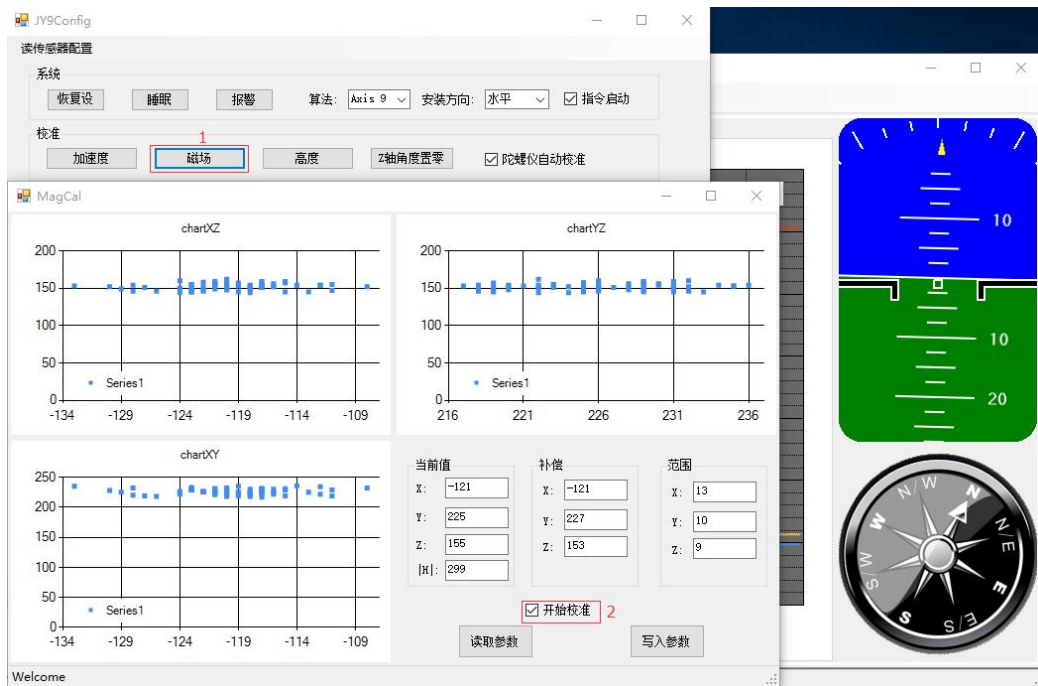 JY9Config
读传感器配置
系统
恢复设 睡眠 报警 算法: Axis 9 安装方向: 水平 指令启动
校准
1
加速度 磁场 高度 Z轴角度置零 陀螺仪自动校准
MagCal
chartXZ
200
150
100
50
0
Series1
-134 -129 -124 -119 -114 -109
chartYZ
200
150
100
50
0
Series1
216 221 226 231 236
chartXY
250
200
150
100
50
0
Series1
-134 -129 -124 -119 -114 -109
当前值
X: -121
Y: 225
Z: 155
|H|: 299
补偿
X: -121
Y: 227
Z: 153
范围
X: 13
Y: 10
Z: 9
开始校准 2
读取参数 写入参数
Welcome
10
10
20
N/W
N
N/E
W
E
S/W
S
S/E